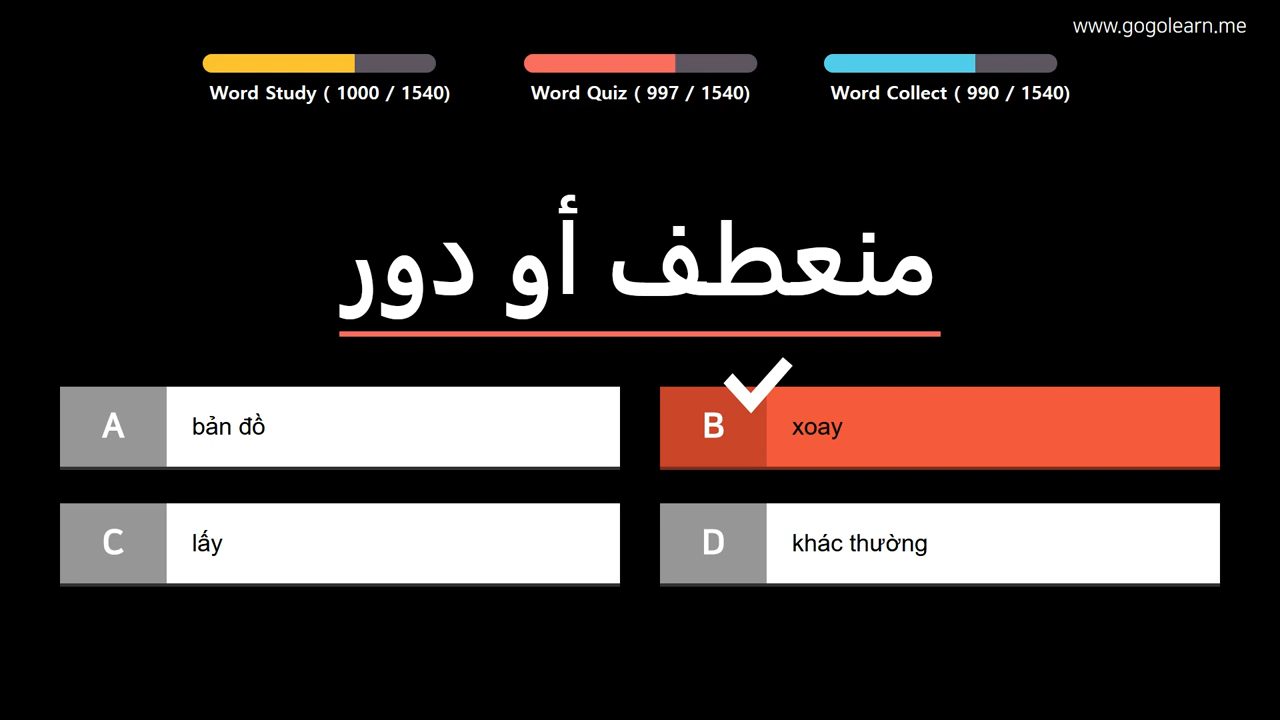 www.gogolearn.me
Word Study ( 1000 / 1540)
Word Quiz ( 997 / 1540)
Word Collect ( 990 / 1540)
منعطف أو دور
A bản đồ
B xoay
C lấy
D khác thường